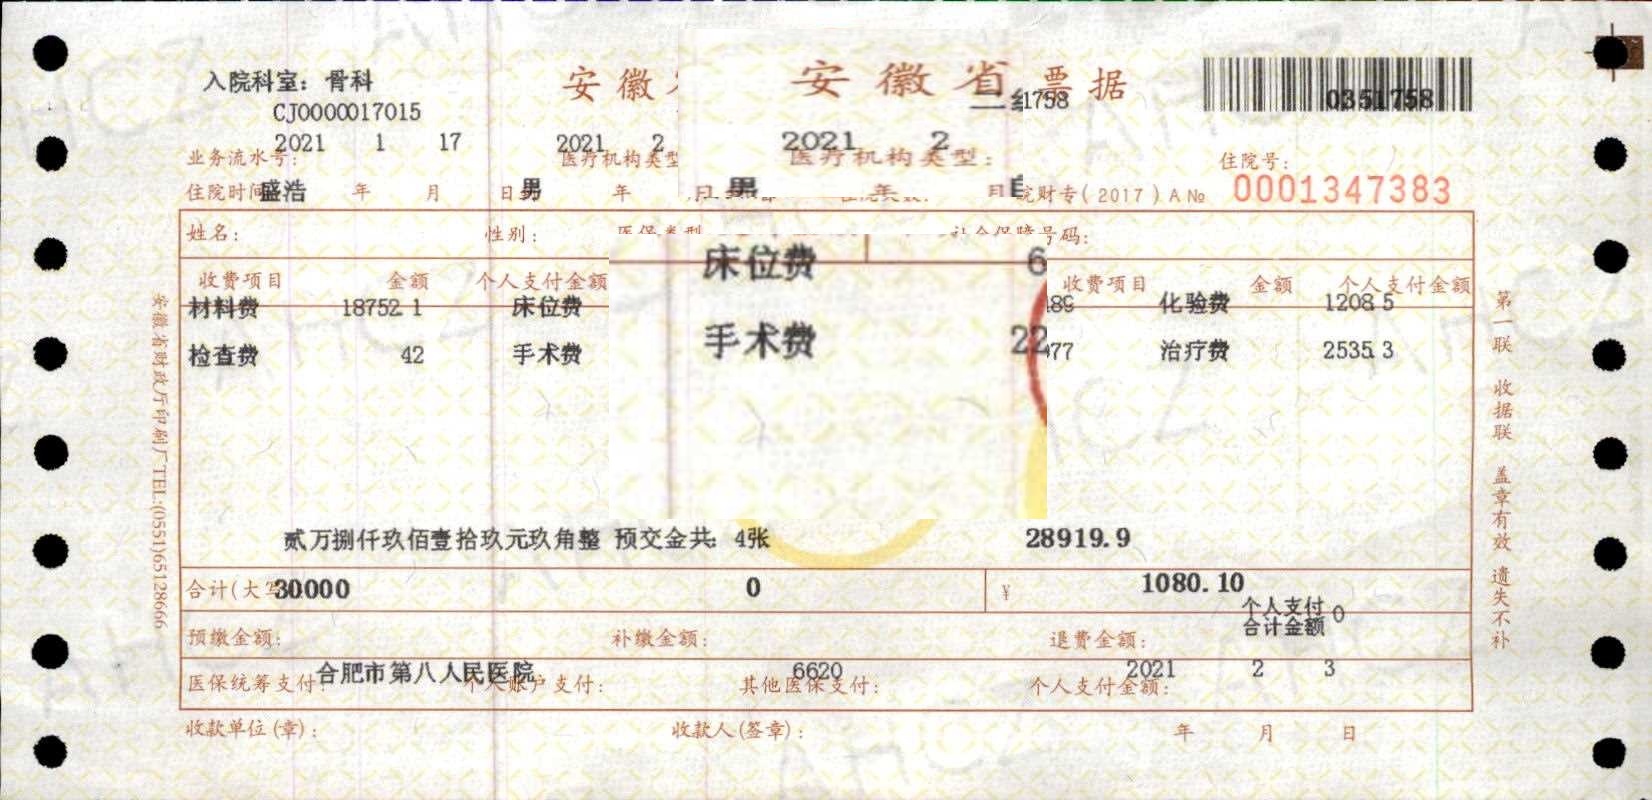 入院科室：骨科
安徽
安徽省
票据
1758
0351758
CJ0000017015
2021 1 17
2021 2
2021 2
业务流水号：
医疗机构类型
医疗机构类型：
住院号：
住院时间
盛浩
年 月 日
男
年
月
男
年
月
院财专(2017)A№ 0001347383
姓名：
性别：
医保类型
社会保障号码：
收费项目 金额 个人支付金额
收费项目 金额 个人支付金额
材料费 18752.1 床位费
床位费 6
.89 化验费 1208.5
检查费 42 手术费
手术费 22
77 治疗费 2535.3
贰万捌仟玖佰壹拾玖元玖角整 预交金共：4张 28919.9
合计(大写
30000
0
¥
1080.10
个人支付
合计金额 0
预缴金额：
补缴金额：
退费金额：
合肥市第八人民医院
6620
2021 2 3
医保统筹支付：
个人账户支付：
其他医保支付：
个人支付金额：
收款单位(章)：
收款人(签章)：
年 月 日
安徽省财政厅印刷厂TEL:(0551)65128666
第一联 收据联 盖章有效 遗失不补